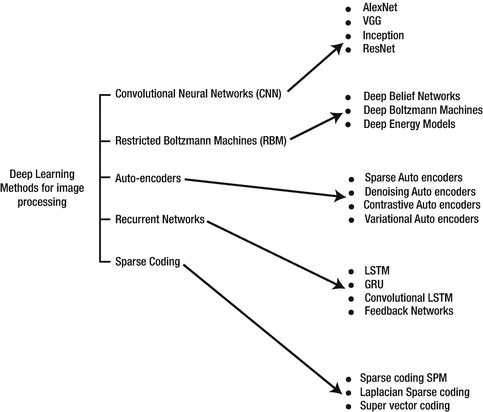 Deep Learning
Methods for image
processing
Convolutional Neural Networks (CNN)
AlexNet
VGG
Inception
ResNet
Restricted Boltzmann Machines (RBM)
Deep Belief Networks
Deep Boltzmann Machines
Deep Energy Models
Auto-encoders
Sparse Auto encoders
Denoising Auto encoders
Contrastive Auto encoders
Variational Auto encoders
Recurrent Networks
LSTM
GRU
Convolutional LSTM
Feedback Networks
Sparse Coding
Sparse coding SPM
Laplacian Sparse coding
Super vector coding